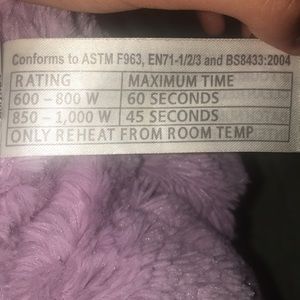 Conforms to ASTM F963, EN71-1/2/3 and BS8433:2004
RATING MAXIMUM TIME
600 – 800 W 60 SECONDS
850 – 1,000 W 45 SECONDS
ONLY REHEAT FROM ROOM TEMP